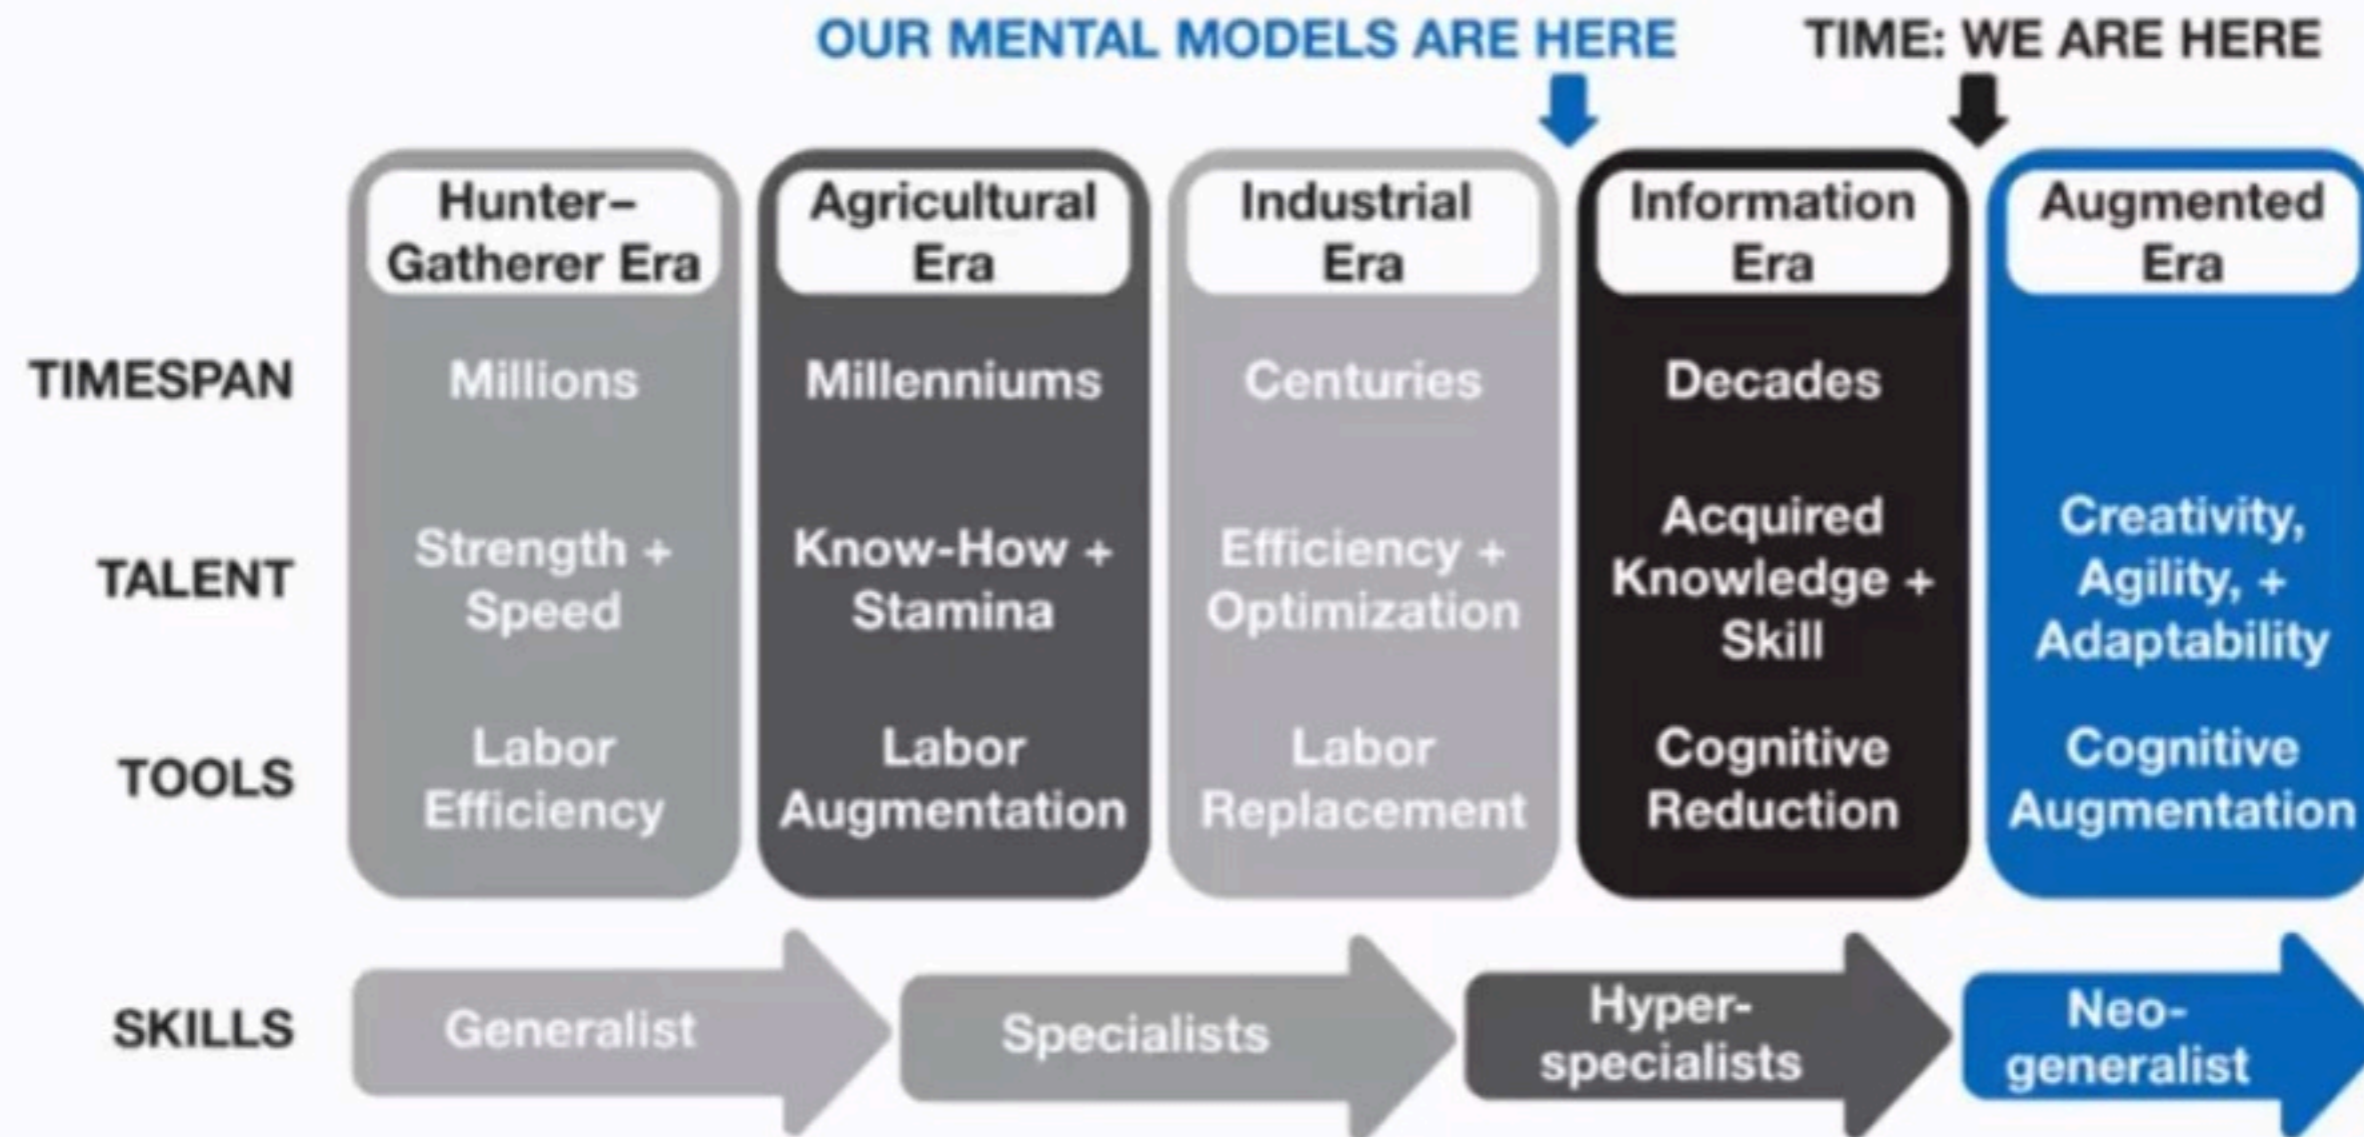 OUR MENTAL MODELS ARE HERE
TIME: WE ARE HERE
Hunter–
Gatherer Era
Agricultural
Era
Industrial
Era
Information
Era
Augmented
Era
TIMESPAN
Millions
Millenniums
Centuries
Decades
TALENT
Strength +
Speed
Know-How +
Stamina
Efficiency +
Optimization
Acquired
Knowledge +
Skill
Creativity,
Agility, +
Adaptability
TOOLS
Labor
Efficiency
Labor
Augmentation
Labor
Replacement
Cognitive
Reduction
Cognitive
Augmentation
SKILLS
Generalist
Specialists
Hyper-
specialists
Neo-
generalist